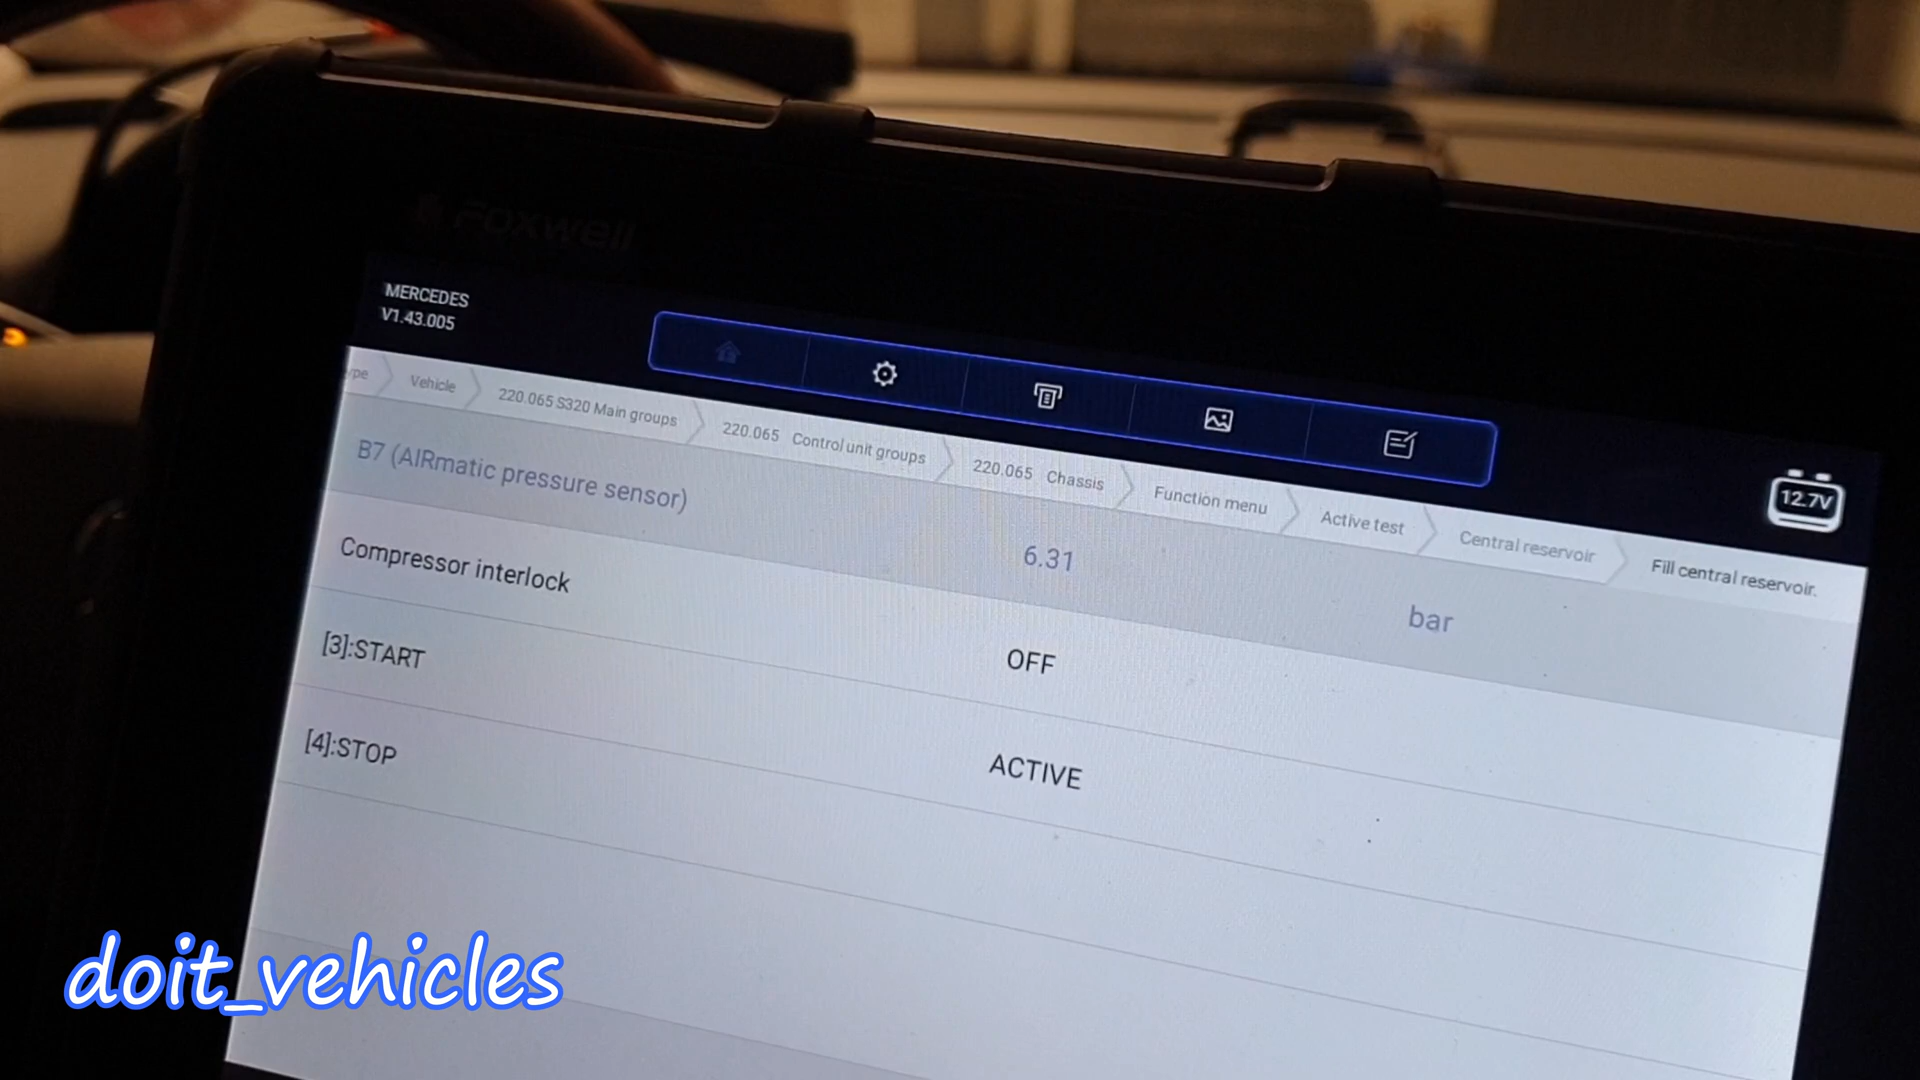 Foxwell
MERCEDES
V1.43.005
12.7V
Vehicle
220.065 S320 Main groups
220.065 Control unit groups
220.065 Chassis
Function menu
Active test
Central reservoir
Fill central reservoir.
B7 (AIRmatic pressure sensor)
6.31
bar
Compressor interlock
OFF
[3]:START
ACTIVE
[4]:STOP
doit_vehicles